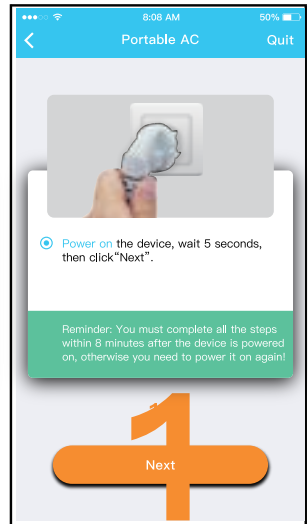 8:08 AM
50%
Portable AC
Quit
Power on the device, wait 5 seconds,
then click“Next”.
Reminder: You must complete all the steps
within 8 minutes after the device is powered
on, otherwise you need to power it on again!
1
Next